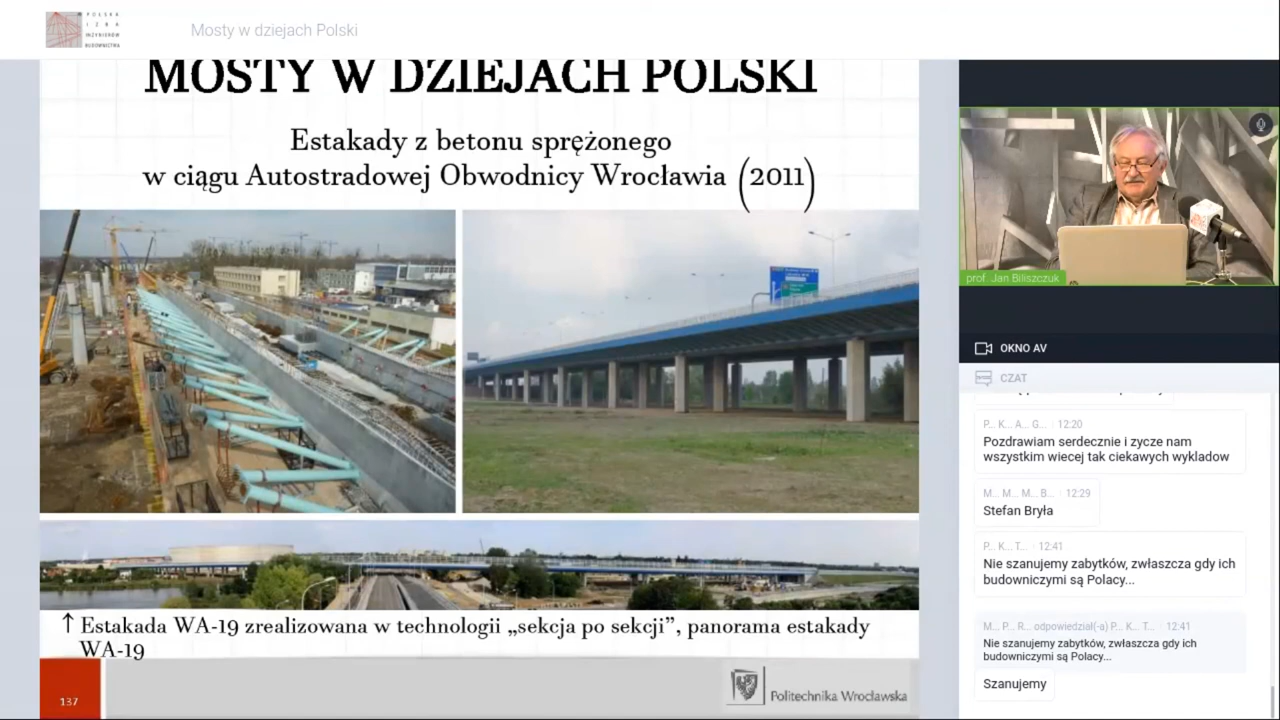 POLSKA
IZBA
INŻYNIERÓW
BUDOWNICTWA
Mosty w dziejach Polski
MOSTY W DZIEJACH POLSKI
Estakady z betonu sprężonego
w ciągu Autostradowej Obwodnicy Wrocławia (2011)
↑ Estakada WA-19 zrealizowana w technologii „sekcja po sekcji”, panorama estakady
WA-19
137
Politechnika Wrocławska
prof. Jan Biliszczuk
OKNO AV
CZAT
P... K... A... G... 12:20
Pozdrawiam serdecznie i zycze nam
wszystkim wiecej tak ciekawych wykladow
M... M... M... B... 12:29
Stefan Bryła
P... K... T... 12:41
Nie szanujemy zabytków, zwłaszcza gdy ich
budowniczymi są Polacy...
M... P... R... odpowiedział(-a) P... K... T... 12:41
Nie szanujemy zabytków, zwłaszcza gdy ich
budowniczymi są Polacy...
Szanujemy